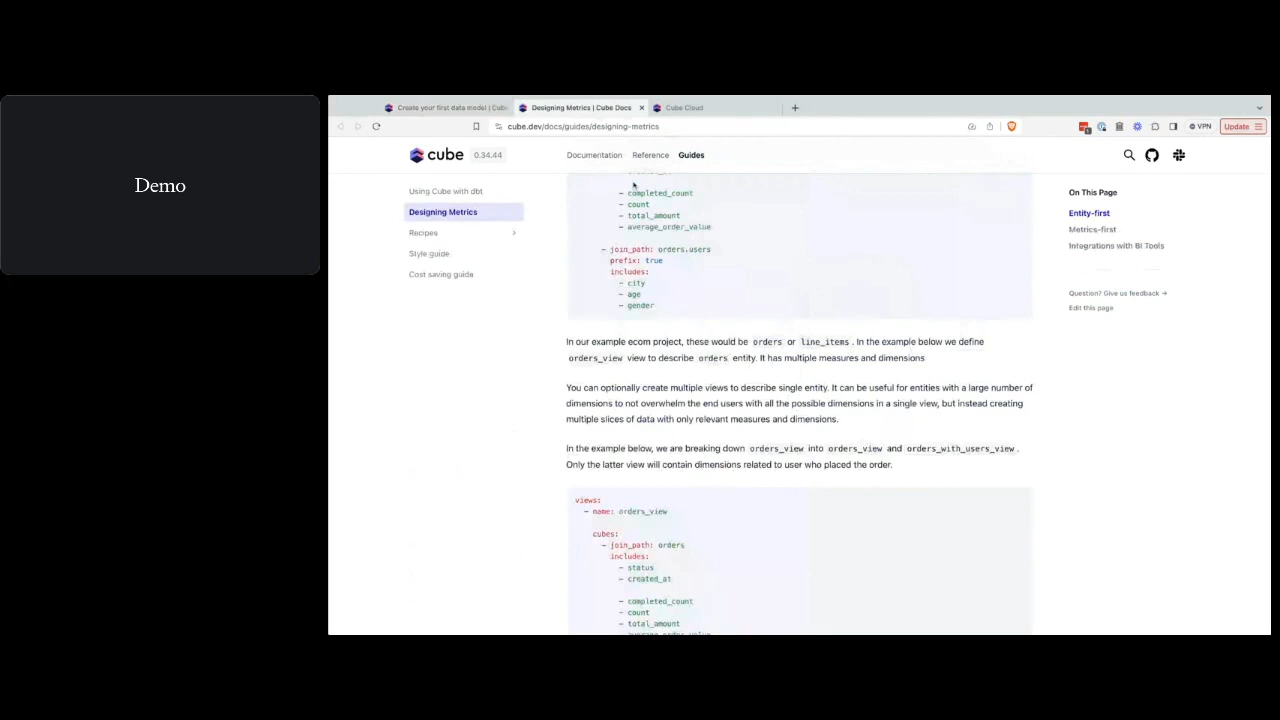 Demo
Create your first data model | Cube
Designing Metrics | Cube Docs
Cube Cloud
cube.dev/docs/guides/designing-metrics
VPN
Update
cube
0.34.44
Documentation
Reference
Guides
Using Cube with dbt
Designing Metrics
Recipes
Style guide
Cost saving guide
- completed_count
- count
- total_amount
- average_order_value
- join_path: orders.users
prefix: true
includes:
- city
- age
- gender
In our example ecom project, these would be orders or line_items. In the example below we define
orders_view view to describe orders entity. It has multiple measures and dimensions
You can optionally create multiple views to describe single entity. It can be useful for entities with a large number of
dimensions to not overwhelm the end users with all the possible dimensions in a single view, but instead creating
multiple slices of data with only relevant measures and dimensions.
In the example below, we are breaking down orders_view into orders_view and orders_with_users_view.
Only the latter view will contain dimensions related to user who placed the order.
views:
- name: orders_view
cubes:
- join_path: orders
includes:
- status
- created_at
- completed_count
- count
- total_amount
On This Page
Entity-first
Metrics-first
Integrations with BI Tools
Question? Give us feedback →
Edit this page